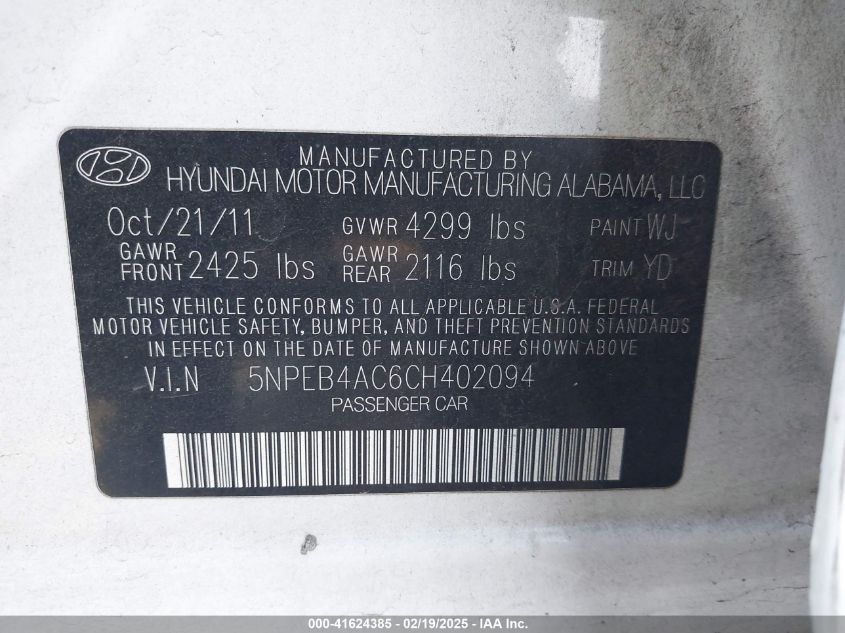 MANUFACTURED BY
HYUNDAI MOTOR MANUFACTURING ALABAMA, LLC
Oct/21/11 GVWR 4299 lbs PAINT WJ
GAWR FRONT 2425 lbs GAWR REAR 2116 lbs TRIM YD
THIS VEHICLE CONFORMS TO ALL APPLICABLE U.S.A. FEDERAL
MOTOR VEHICLE SAFETY, BUMPER, AND THEFT PREVENTION STANDARDS
IN EFFECT ON THE DATE OF MANUFACTURE SHOWN ABOVE
V.I.N 5NPEB4AC6CH402094
PASSENGER CAR
000-41624385 - 02/19/2025 - IAA Inc.